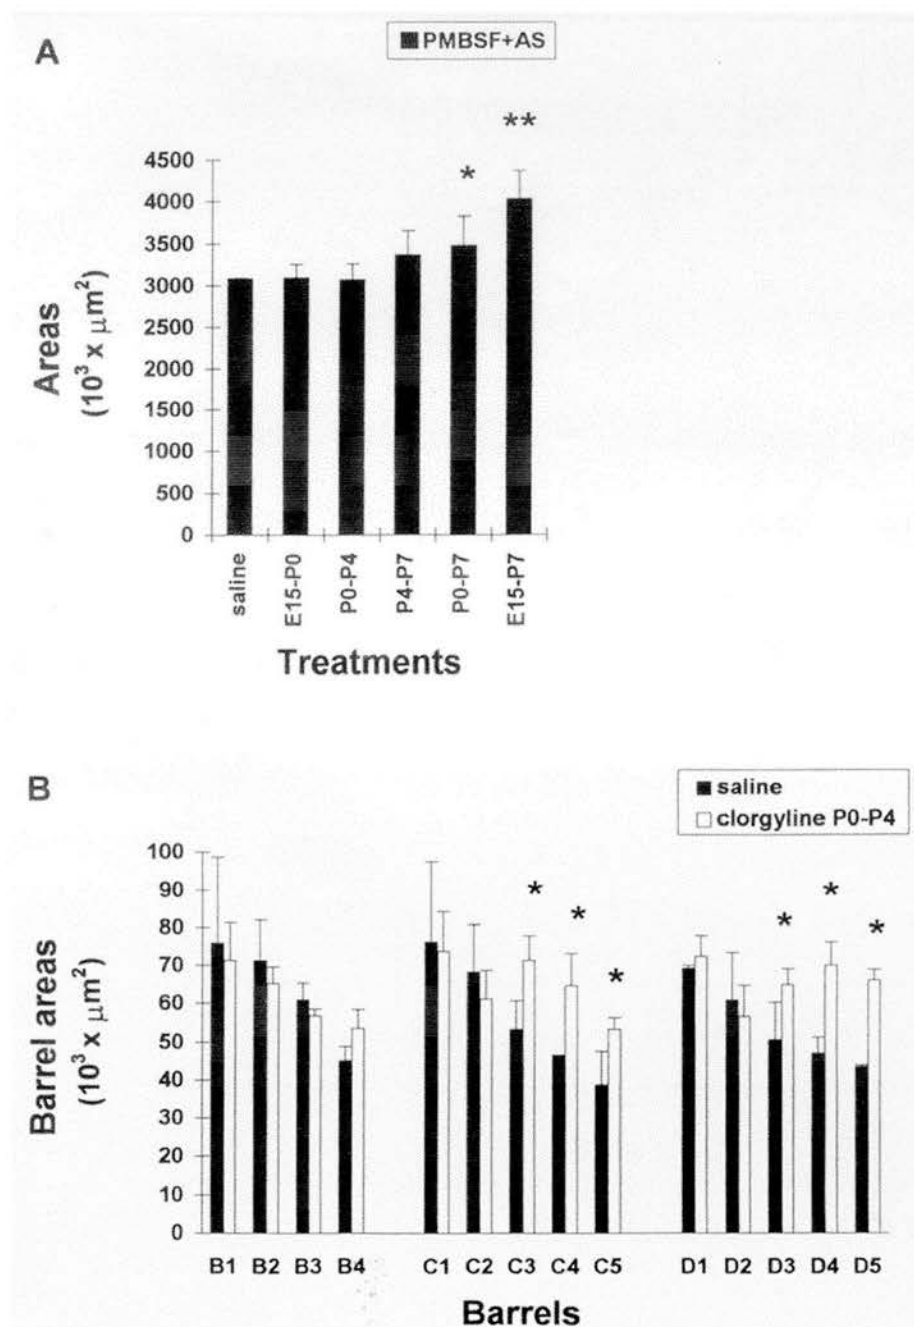 A
PMBSF+AS
**
*
4500
4000
3500
3000
2500
2000
1500
1000
500
0
Areas
(10³ x μm²)
saline
E15-P0
P0-P4
P4-P7
P0-P7
E15-P7
Treatments
B
saline
clorgyline P0-P4
100
90
80
70
60
50
40
30
20
10
0
Barrel areas
(10³ x μm²)
* * * * * *
B1 B2 B3 B4 C1 C2 C3 C4 C5 D1 D2 D3 D4 D5
Barrels